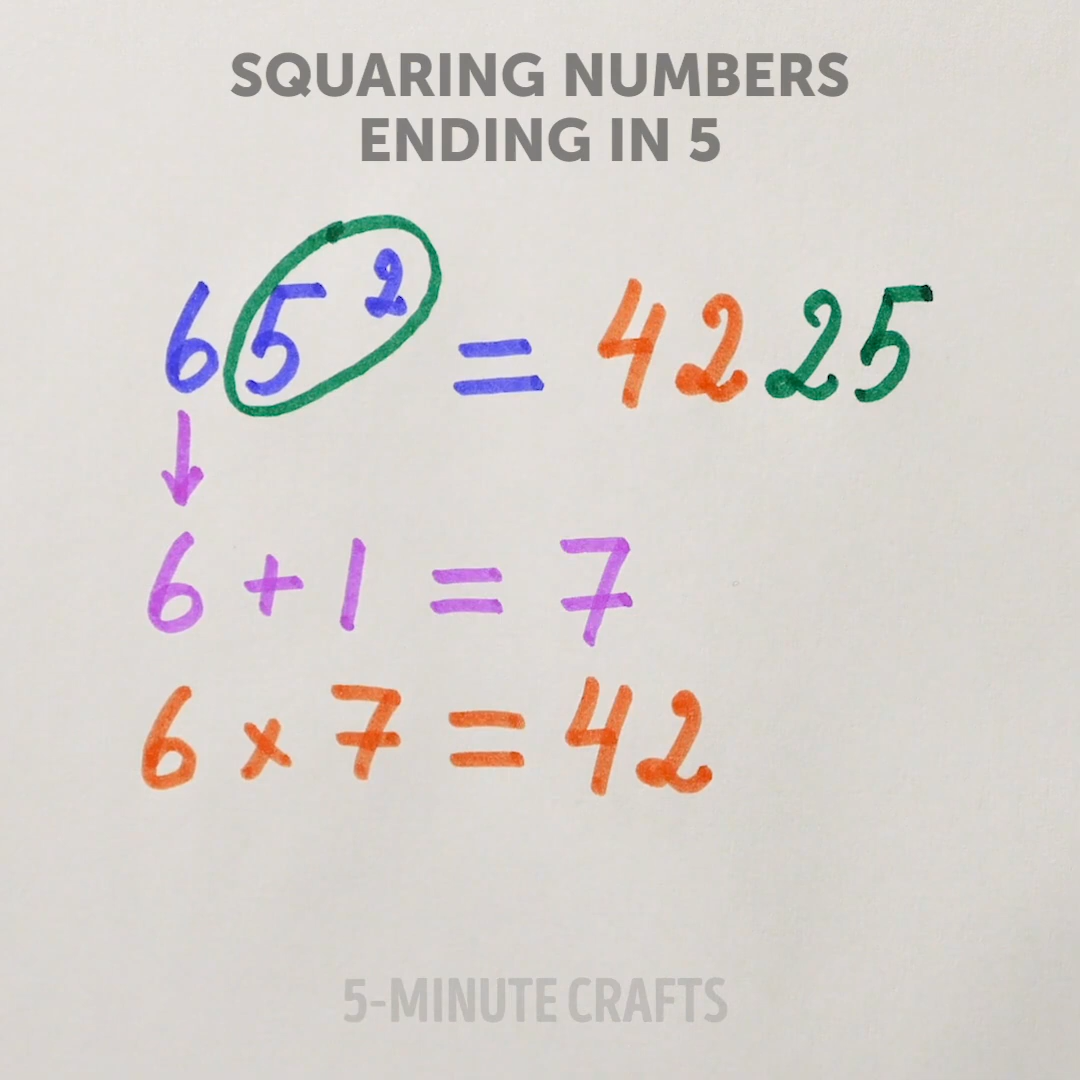 SQUARING NUMBERS
ENDING IN 5
65² = 4225
6 + 1 = 7
6 × 7 = 42
5-MINUTE CRAFTS